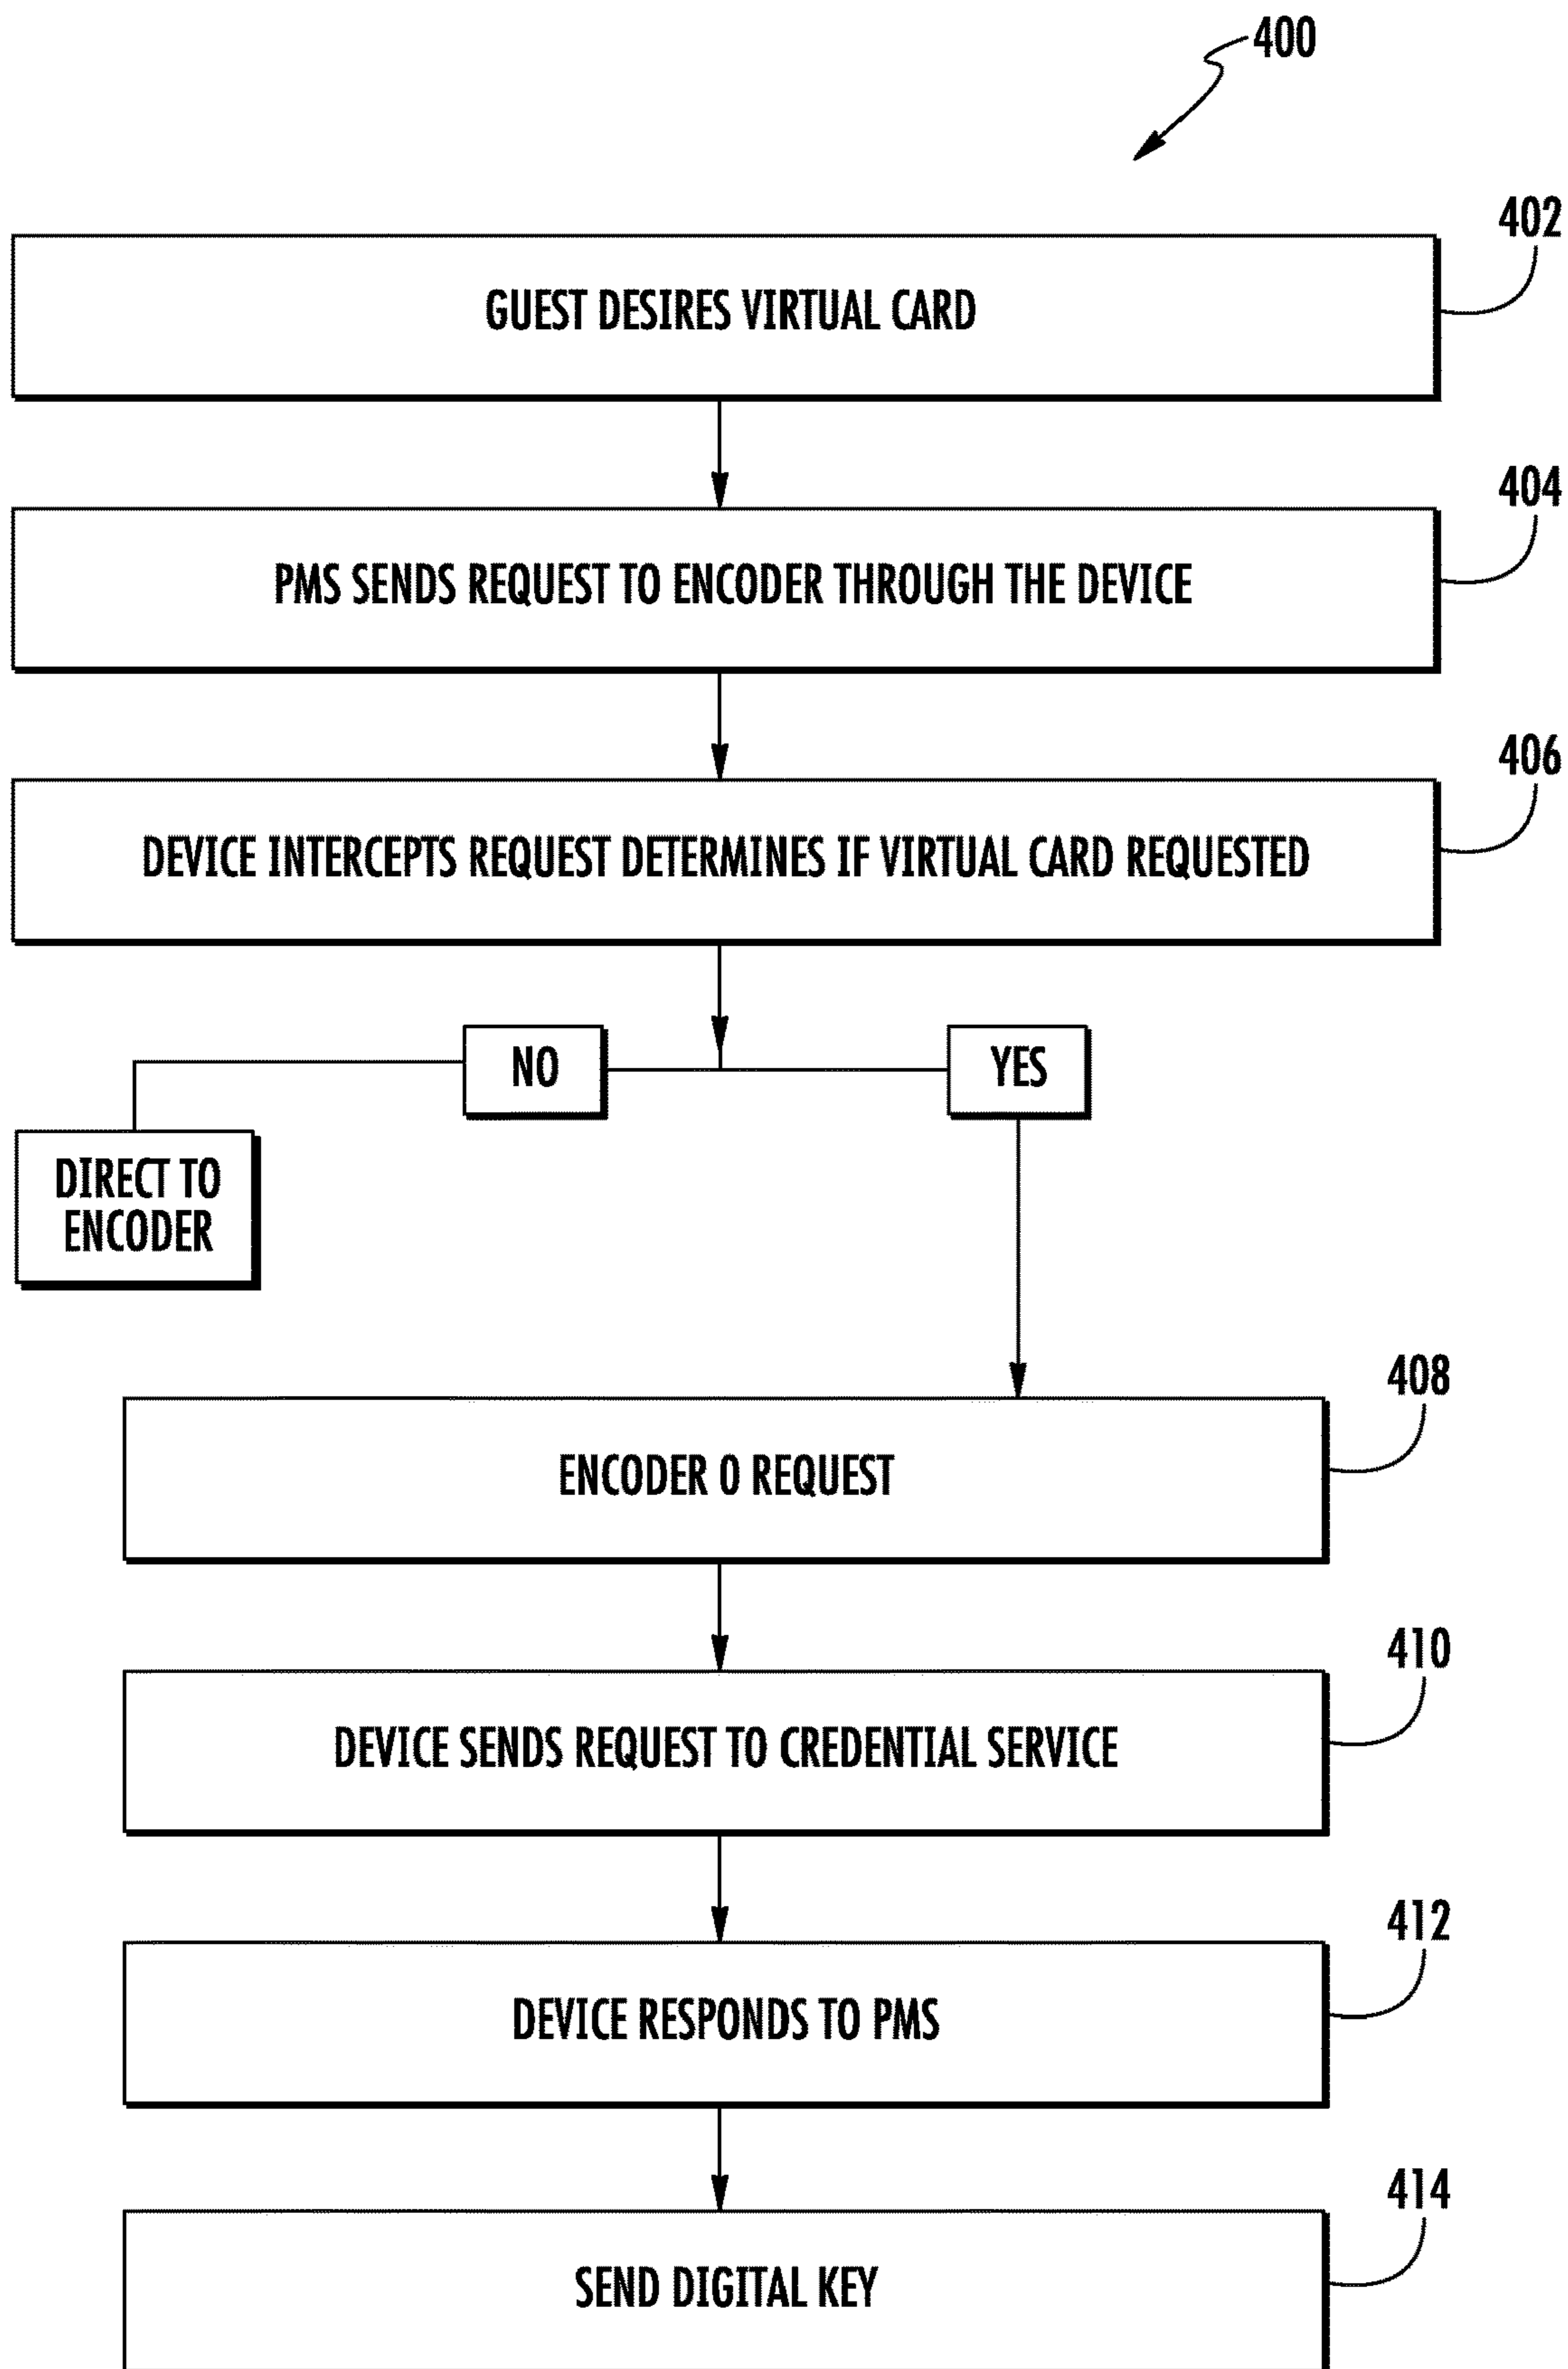 400
402
GUEST DESIRES VIRTUAL CARD
404
PMS SENDS REQUEST TO ENCODER THROUGH THE DEVICE
406
DEVICE INTERCEPTS REQUEST DETERMINES IF VIRTUAL CARD REQUESTED
NO
YES
DIRECT TO
ENCODER
408
ENCODER 0 REQUEST
410
DEVICE SENDS REQUEST TO CREDENTIAL SERVICE
412
DEVICE RESPONDS TO PMS
414
SEND DIGITAL KEY